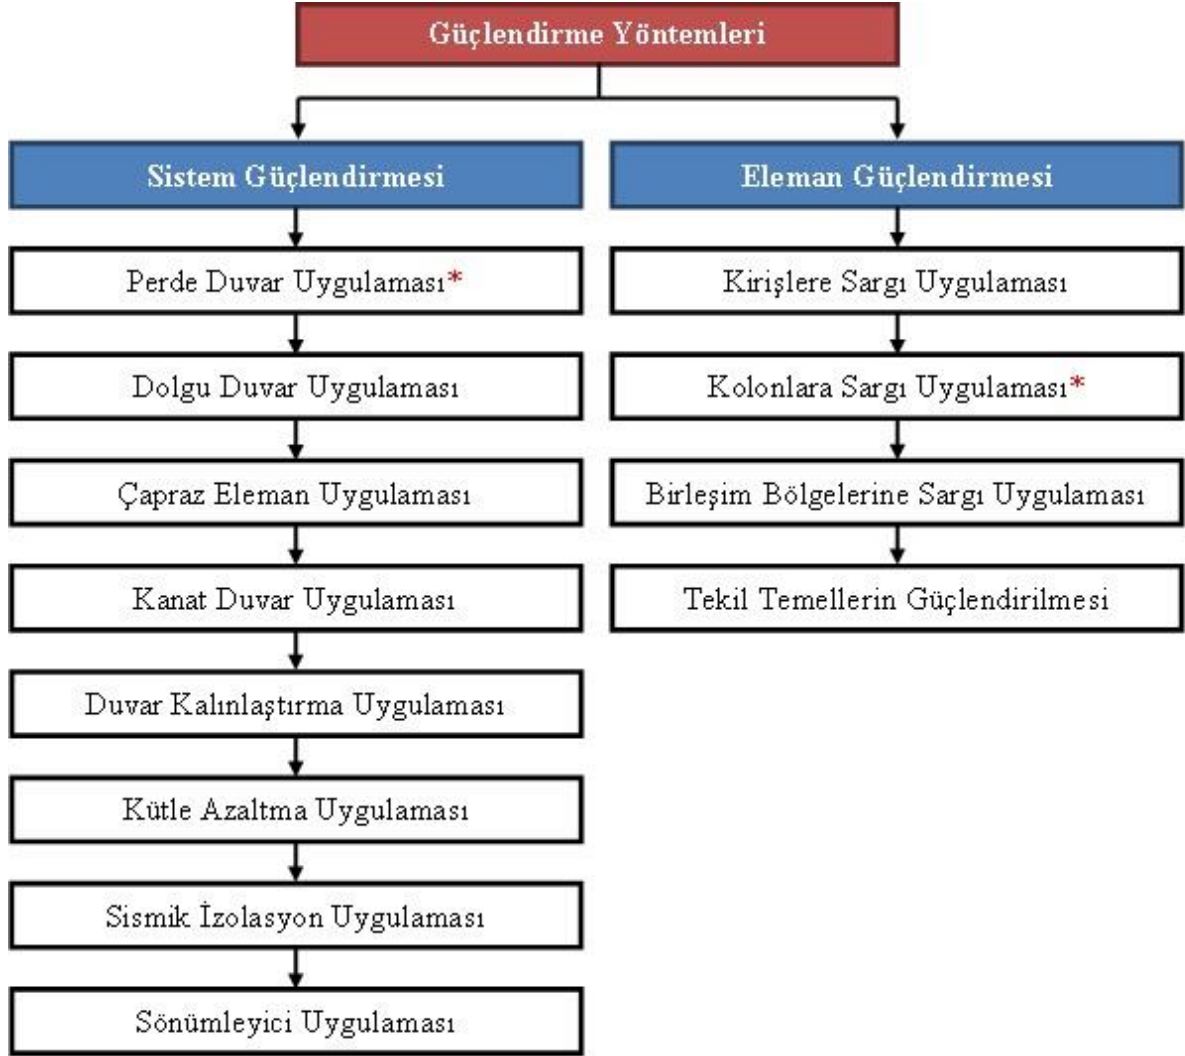 Güçlendirme Yöntemleri
Sistem Güçlendirmesi
Perde Duvar Uygulaması*
Dolgu Duvar Uygulaması
Çapraz Eleman Uygulaması
Kanat Duvar Uygulaması
Duvar Kalınlaştırma Uygulaması
Kütle Azaltma Uygulaması
Sismik İzolasyon Uygulaması
Sönümleyici Uygulaması
Eleman Güçlendirmesi
Kirişlere Sargı Uygulaması
Kolonlara Sargı Uygulaması*
Birleşim Bölgelerine Sargı Uygulaması
Tekil Temellerin Güçlendirilmesi